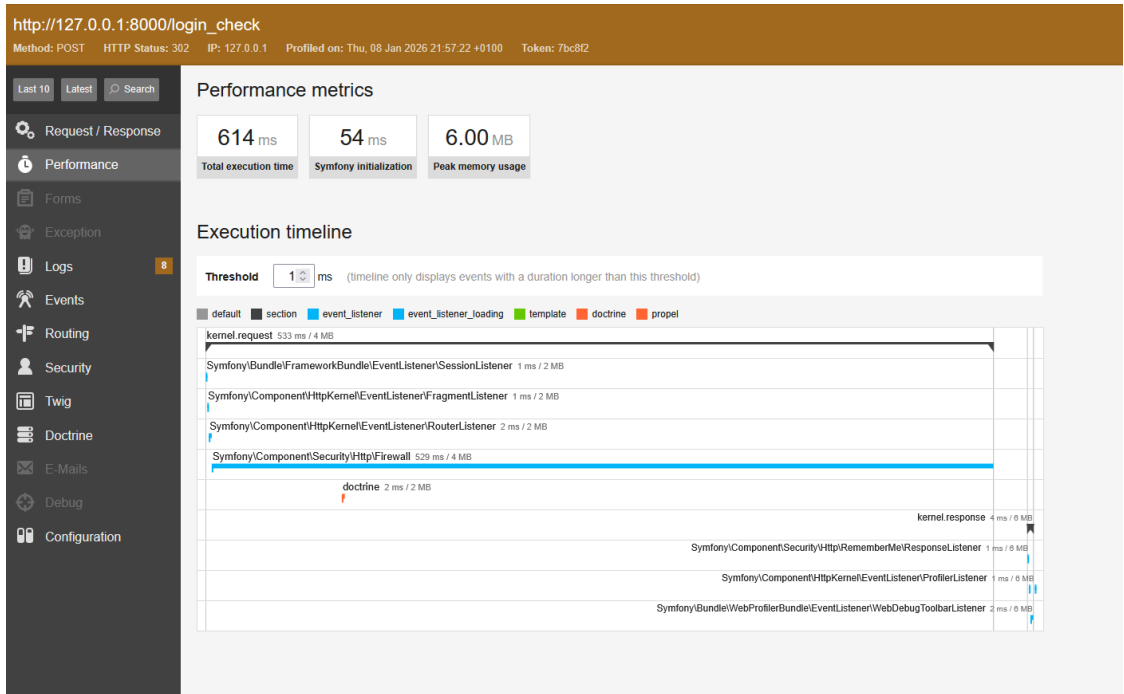 http://127.0.0.1:8000/login_check
Method: POST HTTP Status: 302 IP: 127.0.0.1 Profiled on: Thu, 08 Jan 2026 21:57:22 +0100 Token: 7bc8f2
Last 10 Latest Search
Request / Response
Performance
Forms
Exception
Logs 8
Events
Routing
Security
Twig
Doctrine
E-Mails
Debug
Configuration
Performance metrics
614 ms 54 ms 6.00 MB
Total execution time Symfony initialization Peak memory usage
Execution timeline
Threshold 1 ms (timeline only displays events with a duration longer than this threshold)
default section event_listener event_listener_loading template doctrine propel
kernel.request 533 ms / 4 MB
Symfony\Bundle\FrameworkBundle\EventListener\SessionListener 1 ms / 2 MB
Symfony\Component\HttpKernel\EventListener\FragmentListener 1 ms / 2 MB
Symfony\Component\HttpKernel\EventListener\RouterListener 2 ms / 2 MB
Symfony\Component\Security\Http\Firewall 529 ms / 4 MB
doctrine 2 ms / 2 MB
kernel.response 4 ms / 6 MB
Symfony\Component\Security\Http\RememberMe\ResponseListener 1 ms / 6 MB
Symfony\Component\HttpKernel\EventListener\ProfilerListener 1 ms / 6 MB
Symfony\Bundle\WebProfilerBundle\EventListener\WebDebugToolbarListener 2 ms / 6 MB